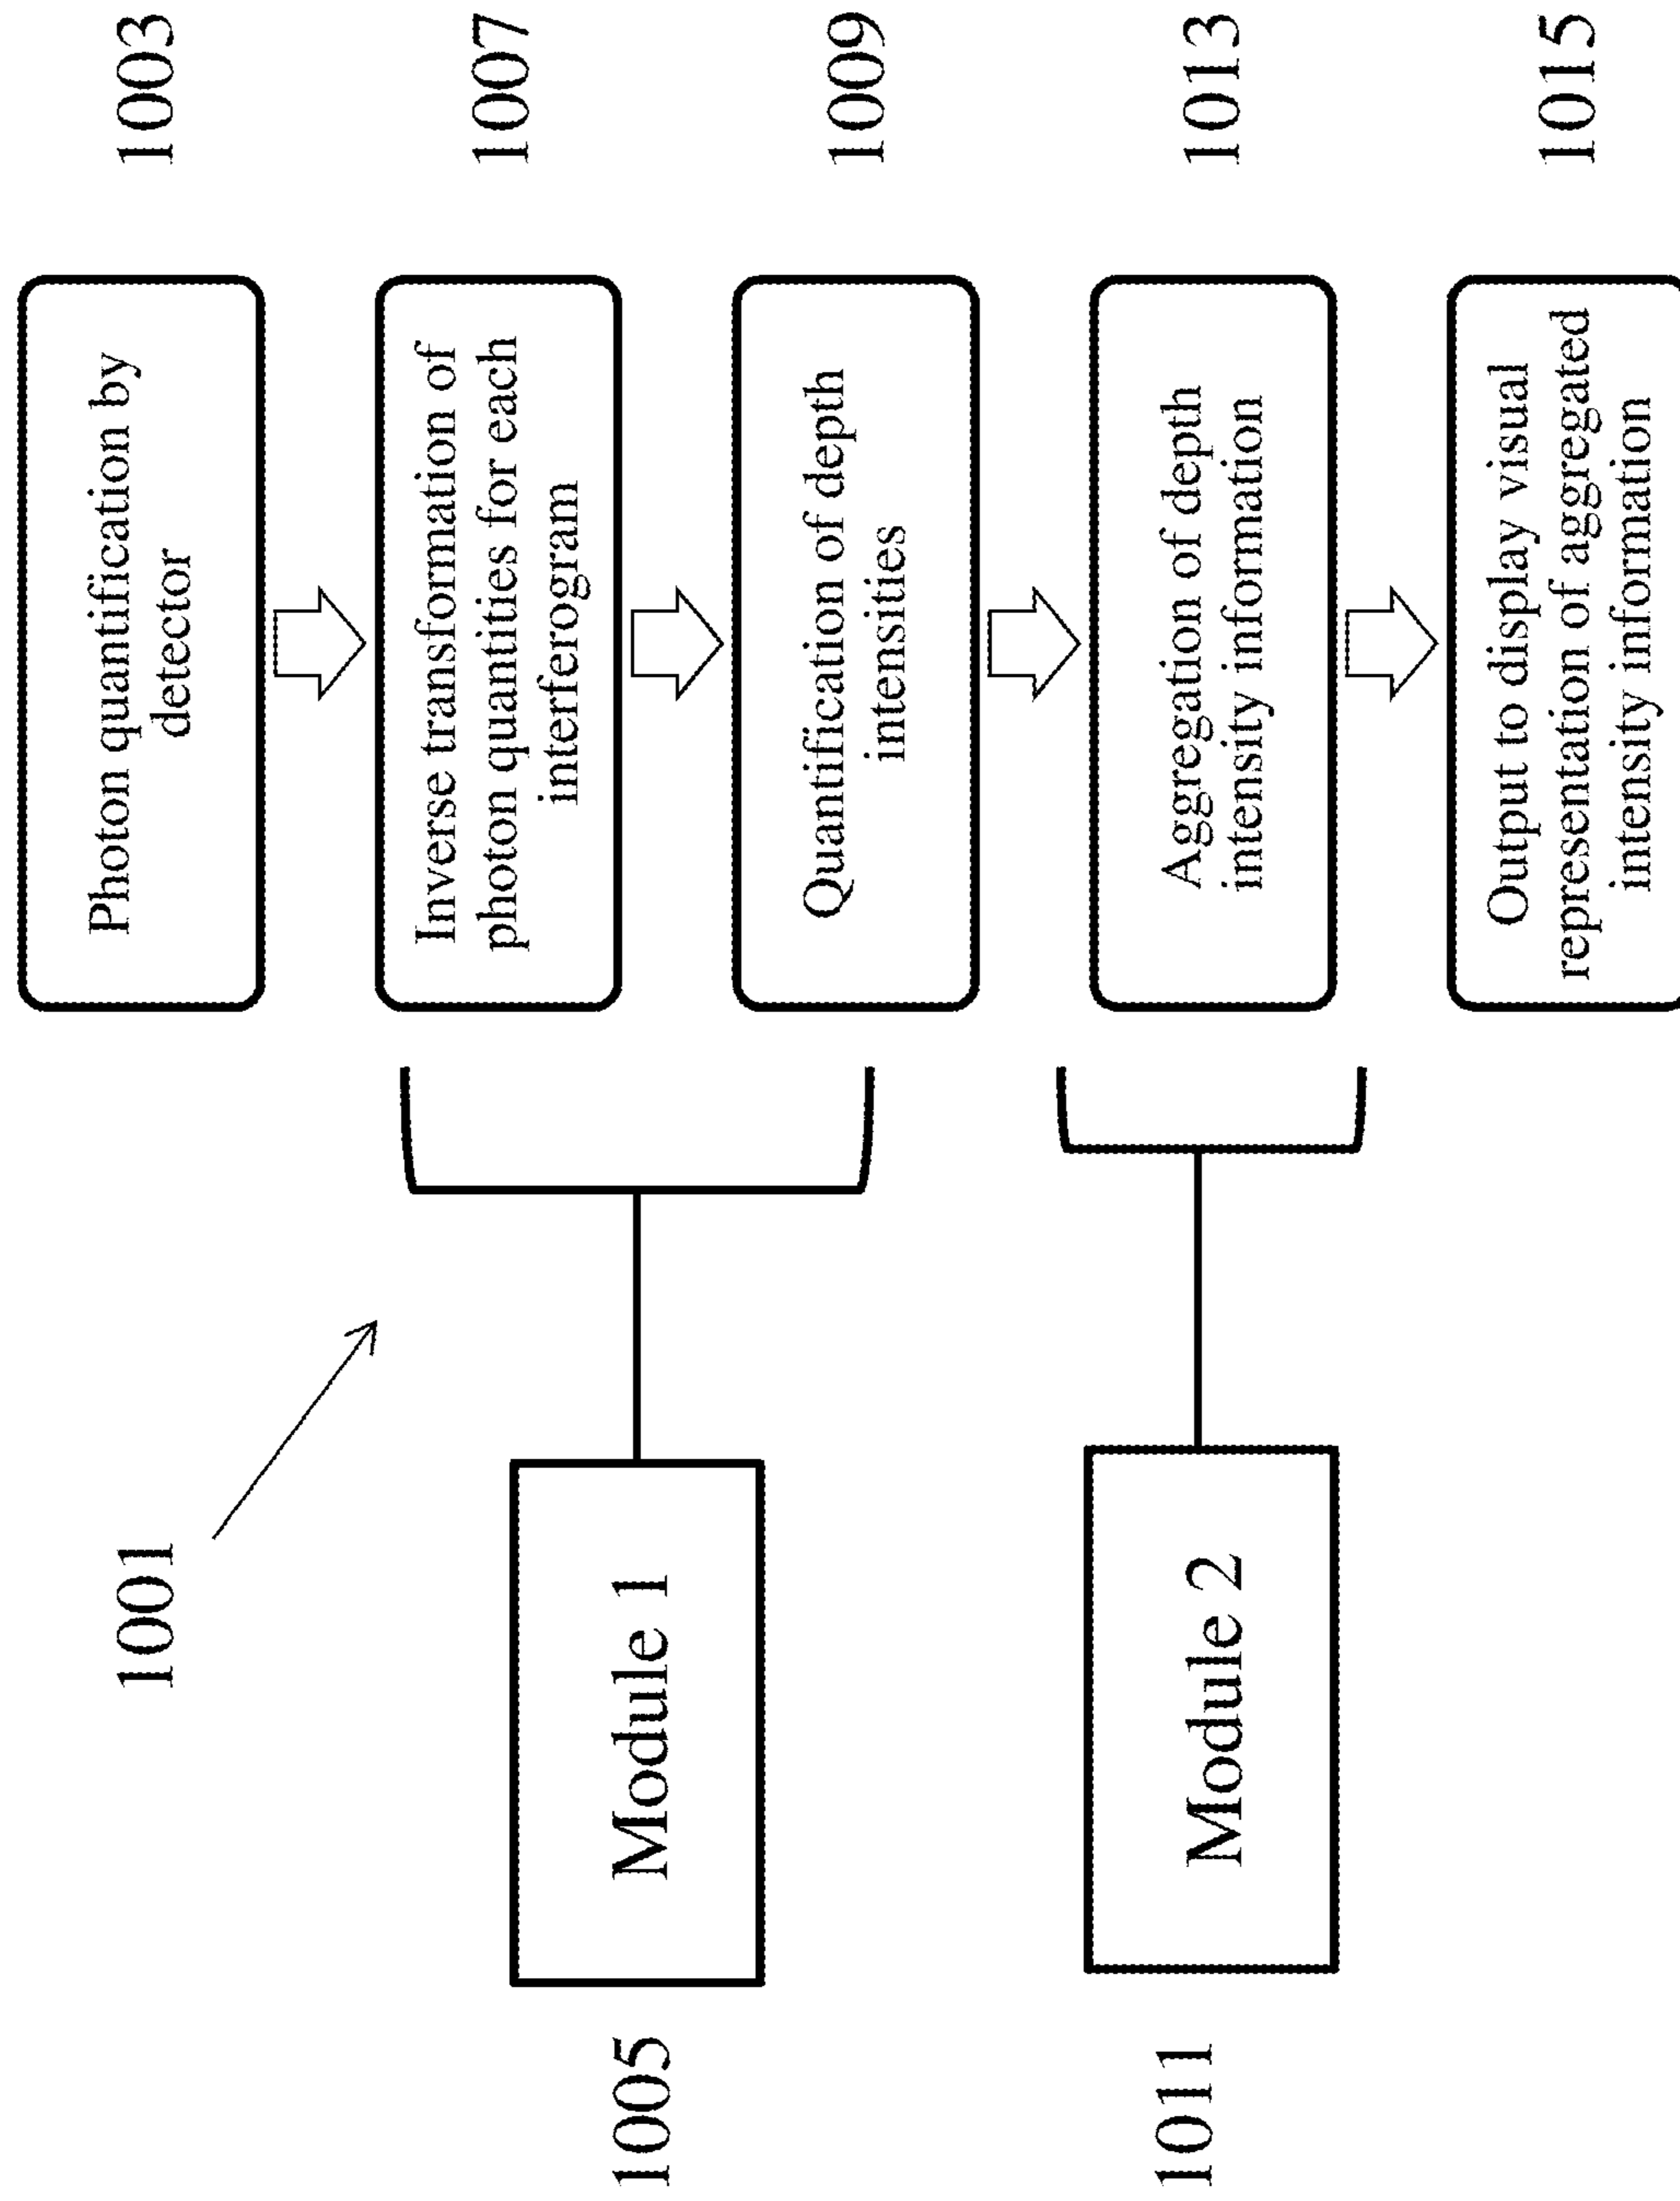 1001
Photon quantification by
detector
1003
1005
Module 1
Inverse transformation of
photon quantities for each
interferogram
1007
Quantification of depth
intensities
1009
1011
Module 2
Aggregation of depth
intensity information
1013
Output to display visual
representation of aggregated
intensity information
1015